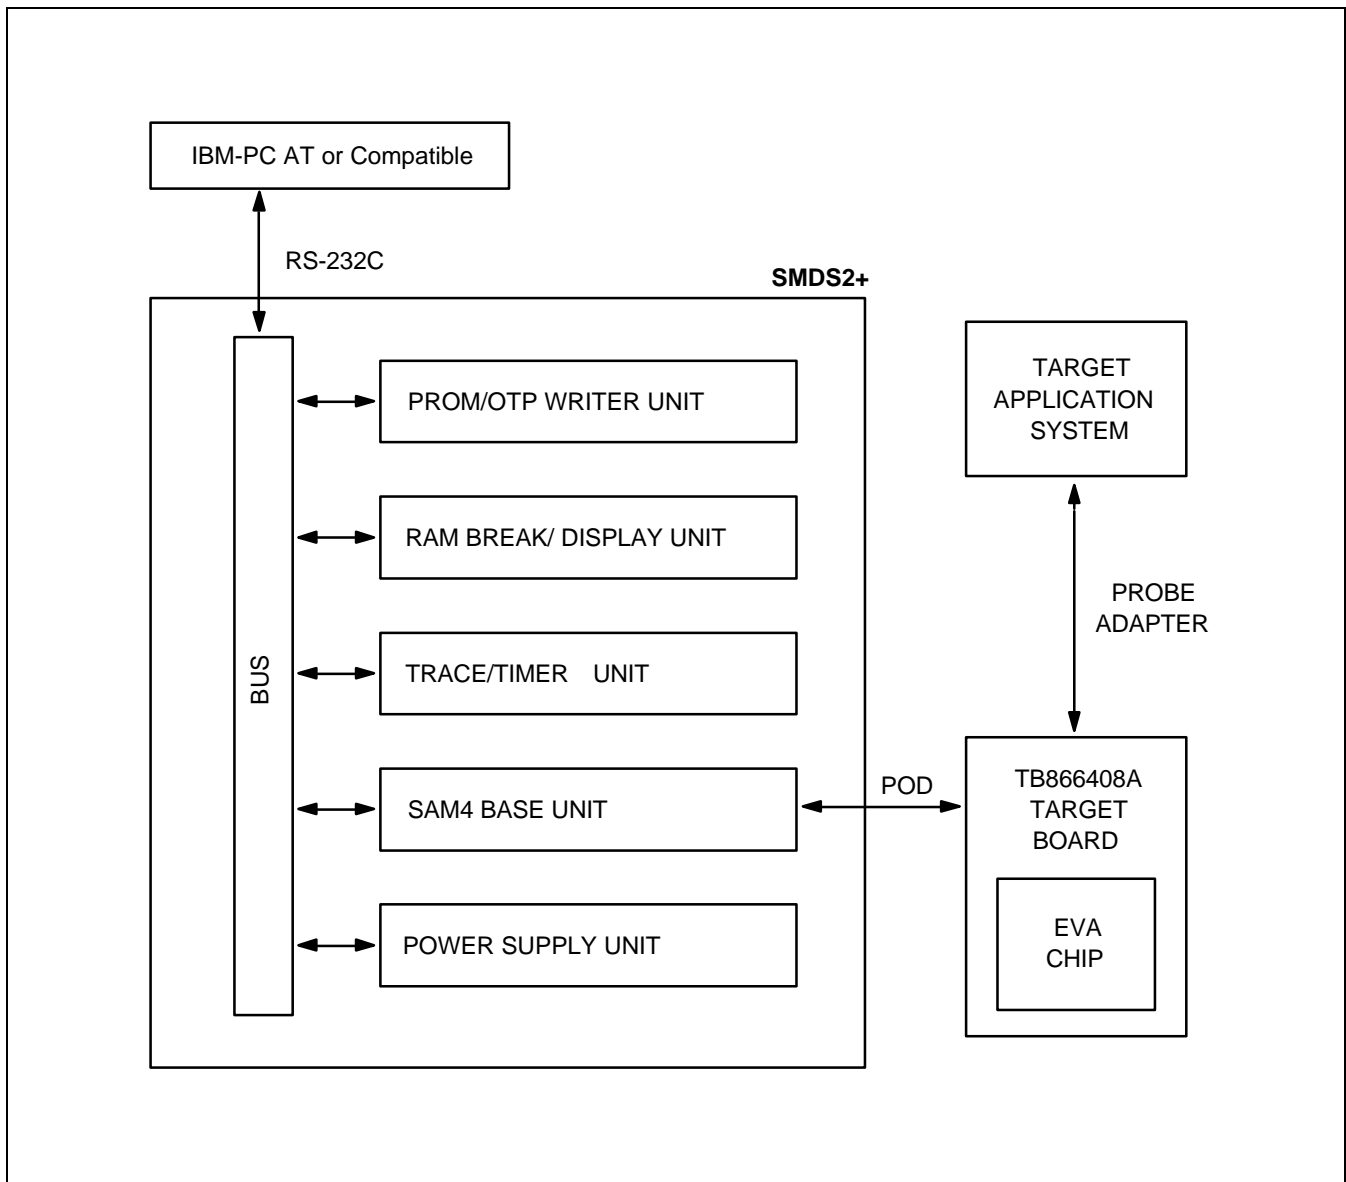 IBM-PC AT or Compatible
RS-232C
SMDS2+
BUS
PROM/OTP WRITER UNIT
RAM BREAK/ DISPLAY UNIT
TRACE/TIMER UNIT
SAM4 BASE UNIT
POWER SUPPLY UNIT
POD
TARGET
APPLICATION
SYSTEM
PROBE
ADAPTER
TB866408A
TARGET
BOARD
EVA
CHIP